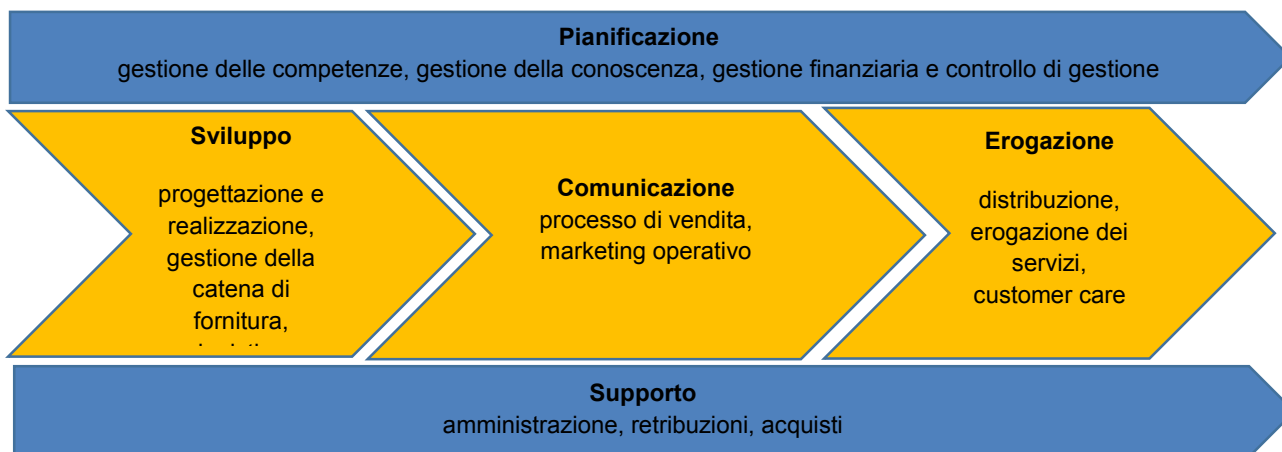 Pianificazione
gestione delle competenze, gestione della conoscenza, gestione finanziaria e controllo di gestione
Sviluppo
progettazione e
realizzazione,
gestione della
catena di
fornitura,
Comunicazione
processo di vendita,
marketing operativo
Erogazione
distribuzione,
erogazione dei
servizi,
customer care
Supporto
amministrazione, retribuzioni, acquisti